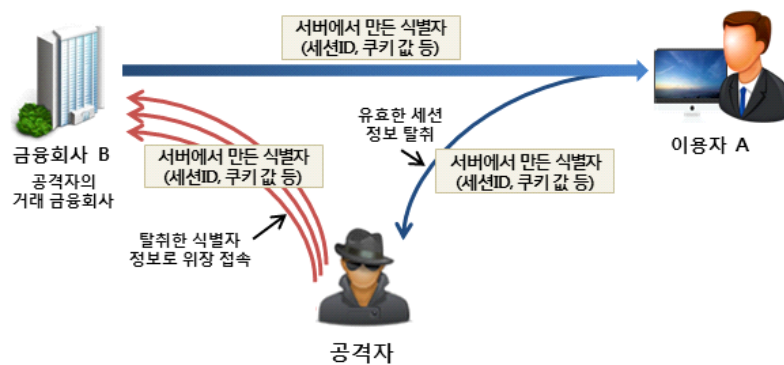 서버에서 만든 식별자
(세션ID, 쿠키 값 등)
유효한 세션
정보 탈취
이용자 A
금융회사 B
공격자의
거래 금융회사
서버에서 만든 식별자
(세션ID, 쿠키 값 등)
서버에서 만든 식별자
(세션ID, 쿠키 값 등)
탈취한 식별자
정보로 위장 접속
공격자